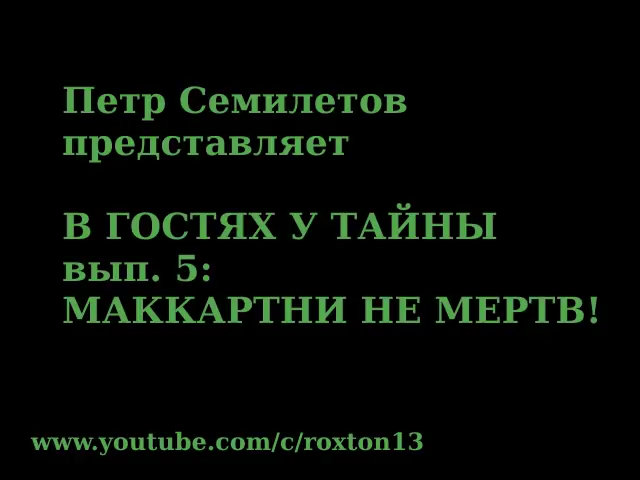 Петр Семилетов
представляет
В ГОСТЯХ У ТАЙНЫ
вып. 5:
МАККАРТНИ НЕ МЕРТВ!
www.youtube.com/c/roxton13